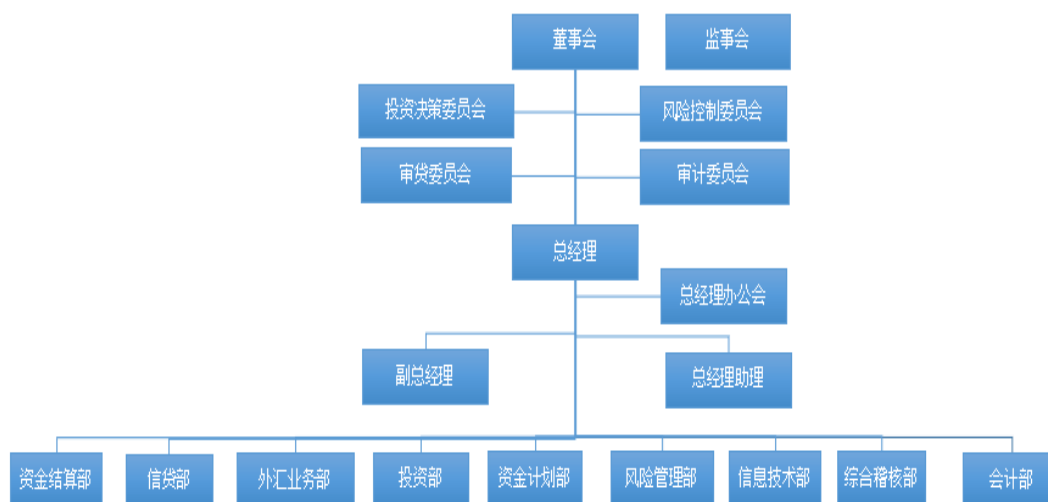 董事会
监事会
投资决策委员会
风险控制委员会
审贷委员会
审计委员会
总经理
总经理办公会
副总经理
总经理助理
资金结算部
信贷部
外汇业务部
投资部
资金计划部
风险管理部
信息技术部
综合稽核部
会计部